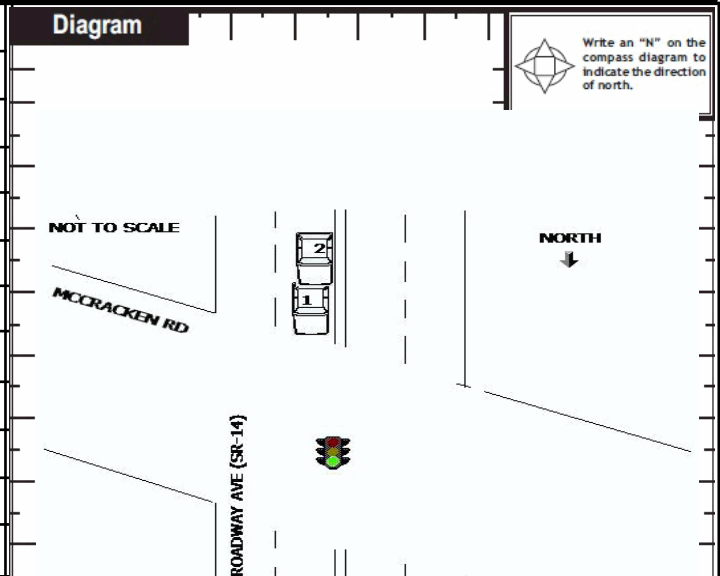 Diagram
Write an “N” on the
compass diagram to
indicate the direction
of north.
NOT TO SCALE
NORTH
2
1
MCCRACKEN RD
ROADWAY AVE (SR-14)